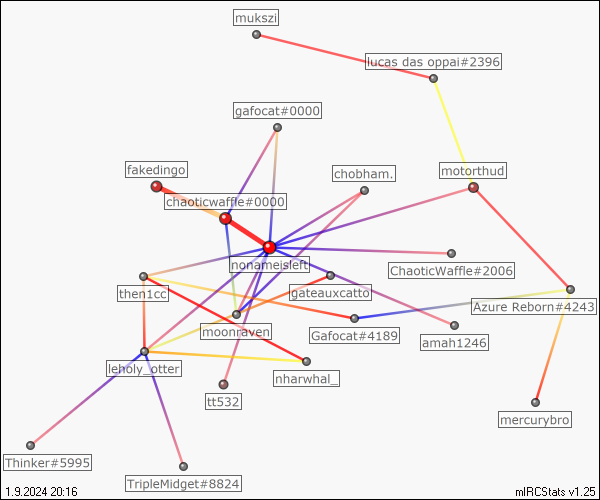 mukszi
lucas das oppai#2396
gafocat#0000
fakedingo
chobham.
motorthud
chaoticwaffle#0000
nonameisleft
ChaoticWaffle#2006
then1cc
gateauxcatto
Azure Reborn#4243
moonraven
Gafocat#4189
amah1246
leholy_otter
nharwhal_
tt532
mercurybro
Thinker#5995
TripleMidget#8824
1.9.2024 20:16
mIRCStats v1.25